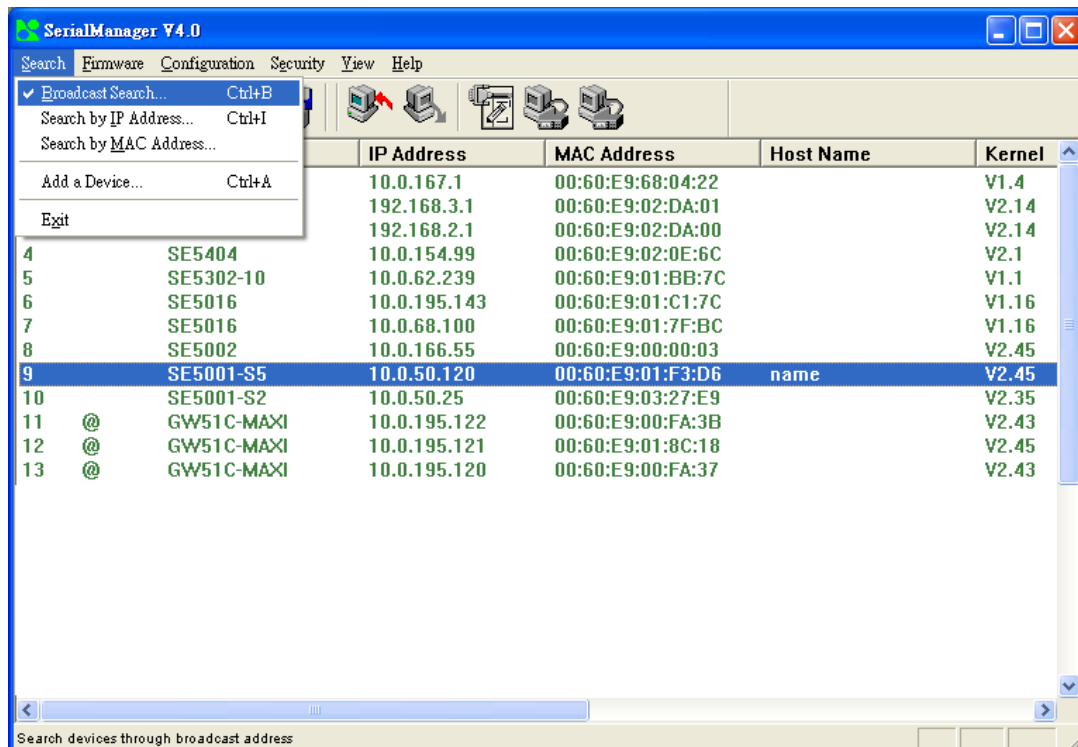 SerialManager V4.0
Search Firmware Configuration Security View Help
Broadcast Search... Ctrl+B
Search by IP Address... Ctrl+I
Search by MAC Address...
Add a Device... Ctrl+A
Exit
IP Address MAC Address Host Name Kernel
10.0.167.1 00:60:E9:68:04:22 V1.4
192.168.3.1 00:60:E9:02:DA:01 V2.14
192.168.2.1 00:60:E9:02:DA:00 V2.14
4 SE5404 10.0.154.99 00:60:E9:02:0E:6C V2.1
5 SE5302-10 10.0.62.239 00:60:E9:01:BB:7C V1.1
6 SE5016 10.0.195.143 00:60:E9:01:C1:7C V1.16
7 SE5016 10.0.68.100 00:60:E9:01:7F:BC V1.16
8 SE5002 10.0.166.55 00:60:E9:00:00:03 V2.45
9 SE5001-S5 10.0.50.120 00:60:E9:01:F3:D6 name V2.45
10 SE5001-S2 10.0.50.25 00:60:E9:03:27:E9 V2.35
11 @ GW51C-MAXI 10.0.195.122 00:60:E9:00:FA:3B V2.43
12 @ GW51C-MAXI 10.0.195.121 00:60:E9:01:8C:18 V2.45
13 @ GW51C-MAXI 10.0.195.120 00:60:E9:00:FA:37 V2.43
Search devices through broadcast address